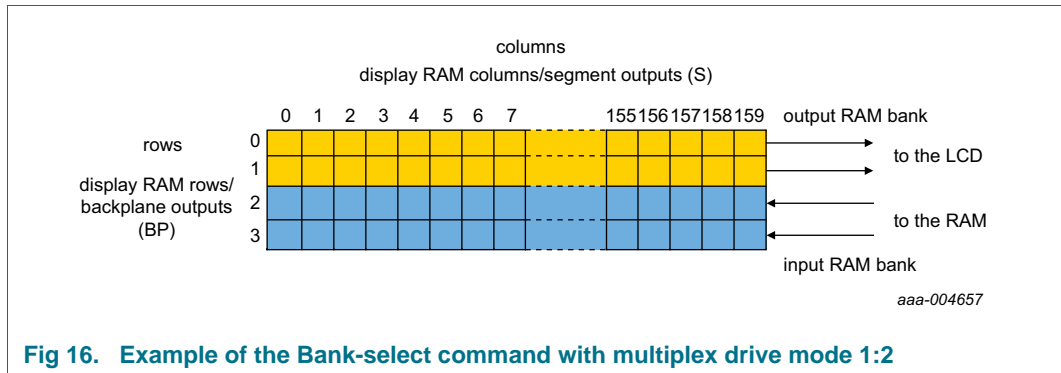 columns
display RAM columns/segment outputs (S)
0 1 2 3 4 5 6 7 155 156 157 158 159 output RAM bank
rows 0
to the LCD
1
display RAM rows/
backplane outputs 2
(BP)
to the RAM
3
input RAM bank
aaa-004657
Fig 16. Example of the Bank-select command with multiplex drive mode 1:2